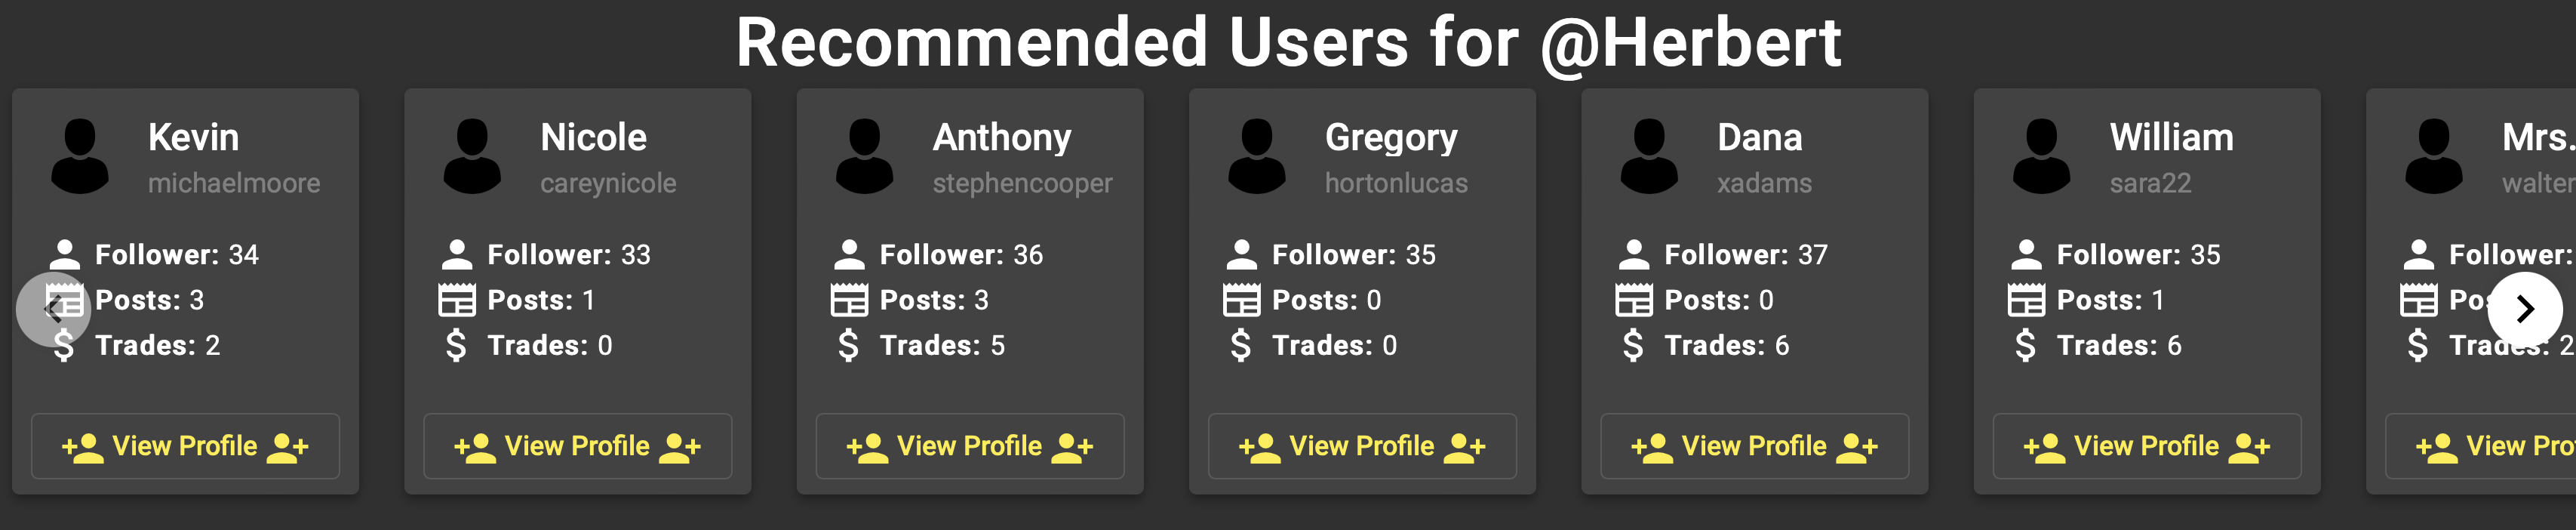 Recommended Users for @Herbert
Kevin
michaelmoore
Follower: 34
Posts: 3
Trades: 2
View Profile
Nicole
careynicole
Follower: 33
Posts: 1
Trades: 0
View Profile
Anthony
stephencooper
Follower: 36
Posts: 3
Trades: 5
View Profile
Gregory
hortonlucas
Follower: 35
Posts: 0
Trades: 0
View Profile
Dana
xadams
Follower: 37
Posts: 0
Trades: 6
View Profile
William
sara22
Follower: 35
Posts: 1
Trades: 6
View Profile
Mrs.
walter
Follower:
Trades: 2
View